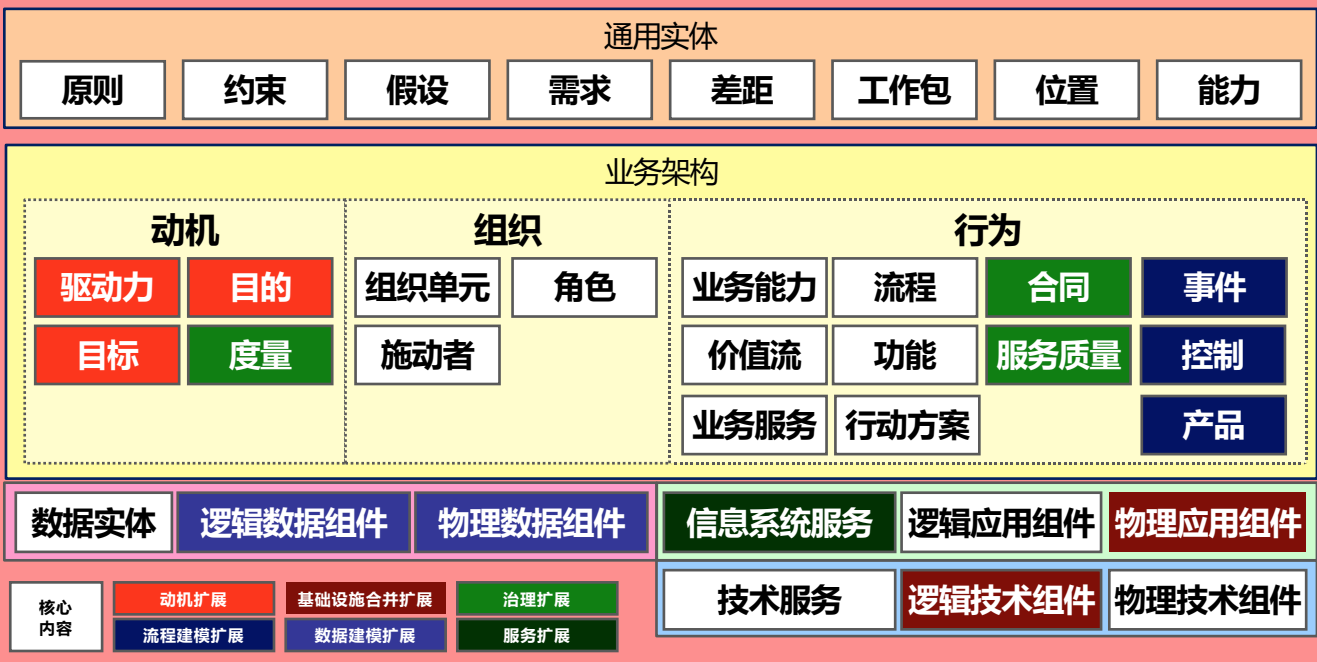 通用实体
原则 约束 假设 需求 差距 工作包 位置 能力
业务架构
动机 组织 行为
驱动力 目的 组织单元 角色 业务能力 流程 合同 事件
目标 度量 施动者 价值流 功能 服务质量 控制
业务服务 行动方案 产品
数据实体 逻辑数据组件 物理数据组件 信息系统服务 逻辑应用组件 物理应用组件
技术服务 逻辑技术组件 物理技术组件
核心
内容
动机扩展 基础设施合并扩展 治理扩展
流程建模扩展 数据建模扩展 服务扩展